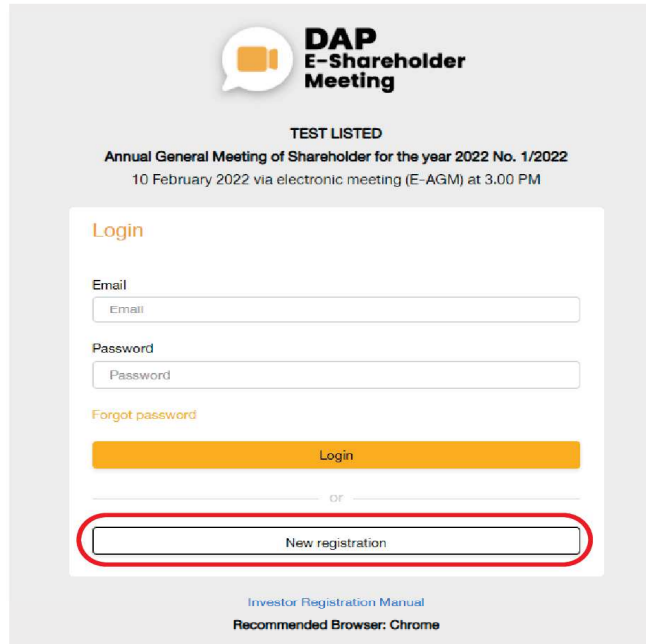 DAP
E-Shareholder
Meeting
TEST LISTED
Annual General Meeting of Shareholder for the year 2022 No. 1/2022
10 February 2022 via electronic meeting (E-AGM) at 3.00 PM
Login
Email
Email
Password
Password
Forgot password
Login
or
New registration
Investor Registration Manual
Recommended Browser: Chrome